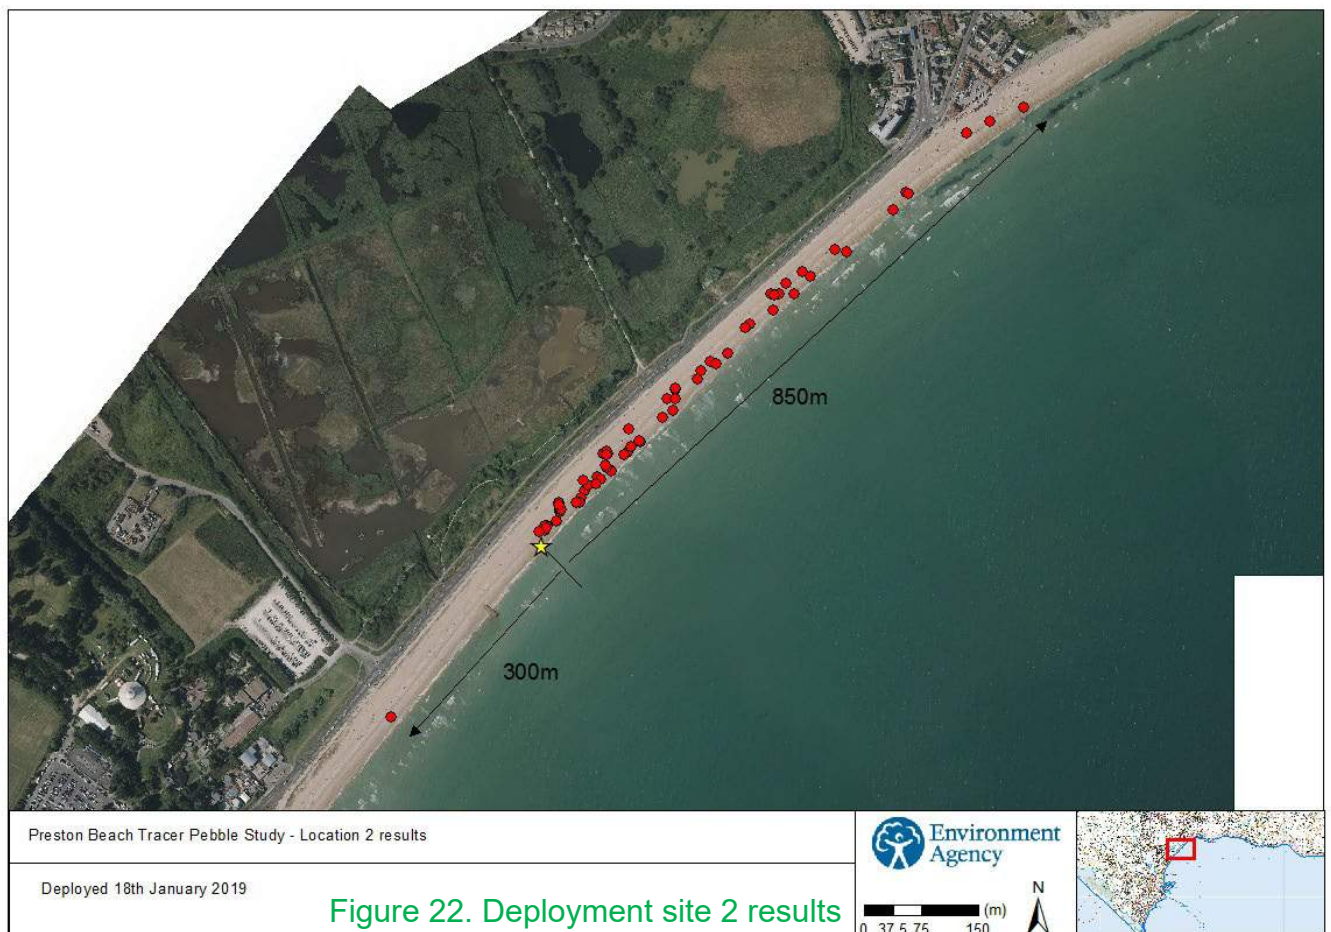 850m
300m
Preston Beach Tracer Pebble Study - Location 2 results
Deployed 18th January 2019
Figure 22. Deployment site 2 results
Environment
Agency
N
(m)
0 37.5 75 150